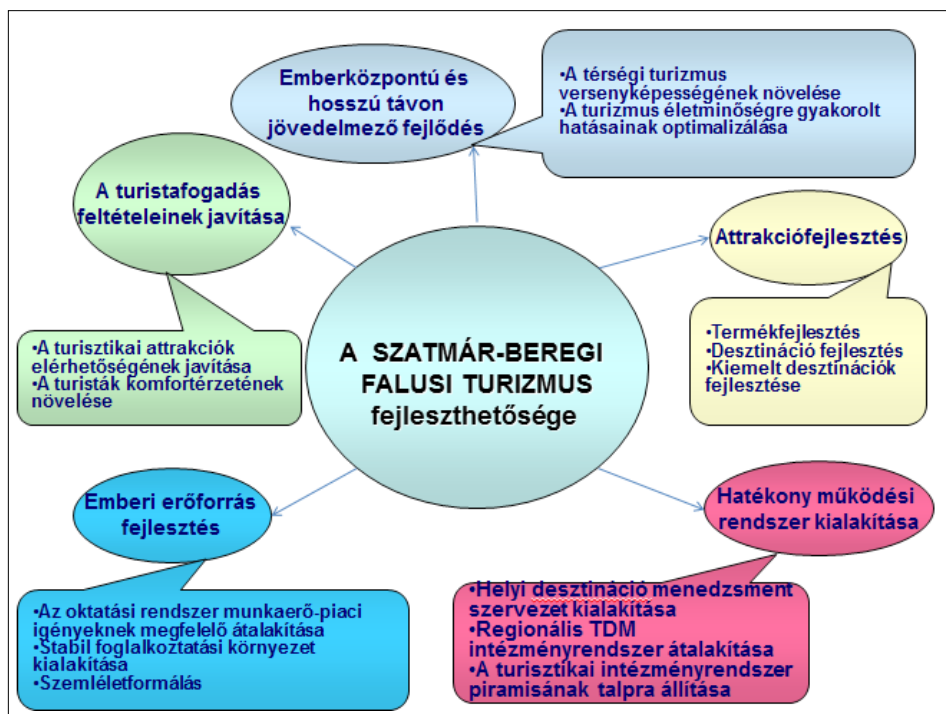 Emberközpontú és
hosszú távon
jövedelmező fejlődés
•A térségi turizmus
versenyképességének növelése
•A turizmus életminőségre gyakorolt
hatásainak optimalizálása
A turistafogadás
feltételeinek javítása
Attrakciófejlesztés
•A turisztikai attrakciók
elérhetőségének javítása
•A turisták komfortérzetének
növelése
•Termékfejlesztés
•Desztináció fejlesztés
•Kiemelt desztinációk
fejlesztése
A SZATMÁR-BEREGI
FALUSI TURIZMUS
fejleszthetősége
Emberi erőforrás
fejlesztés
Hatékony működési
rendszer kialakítása
•Az oktatási rendszer munkaerő-piaci
igényeknek megfelelő átalakítása
•Stabil foglalkoztatási környezet
kialakítása
•Szemléletformálás
•Helyi desztináció menedzsment
szervezet kialakítása
•Regionális TDM
intézményrendszer átalakítása
•A turisztikai intézményrendszer
piramisának talpra állítása